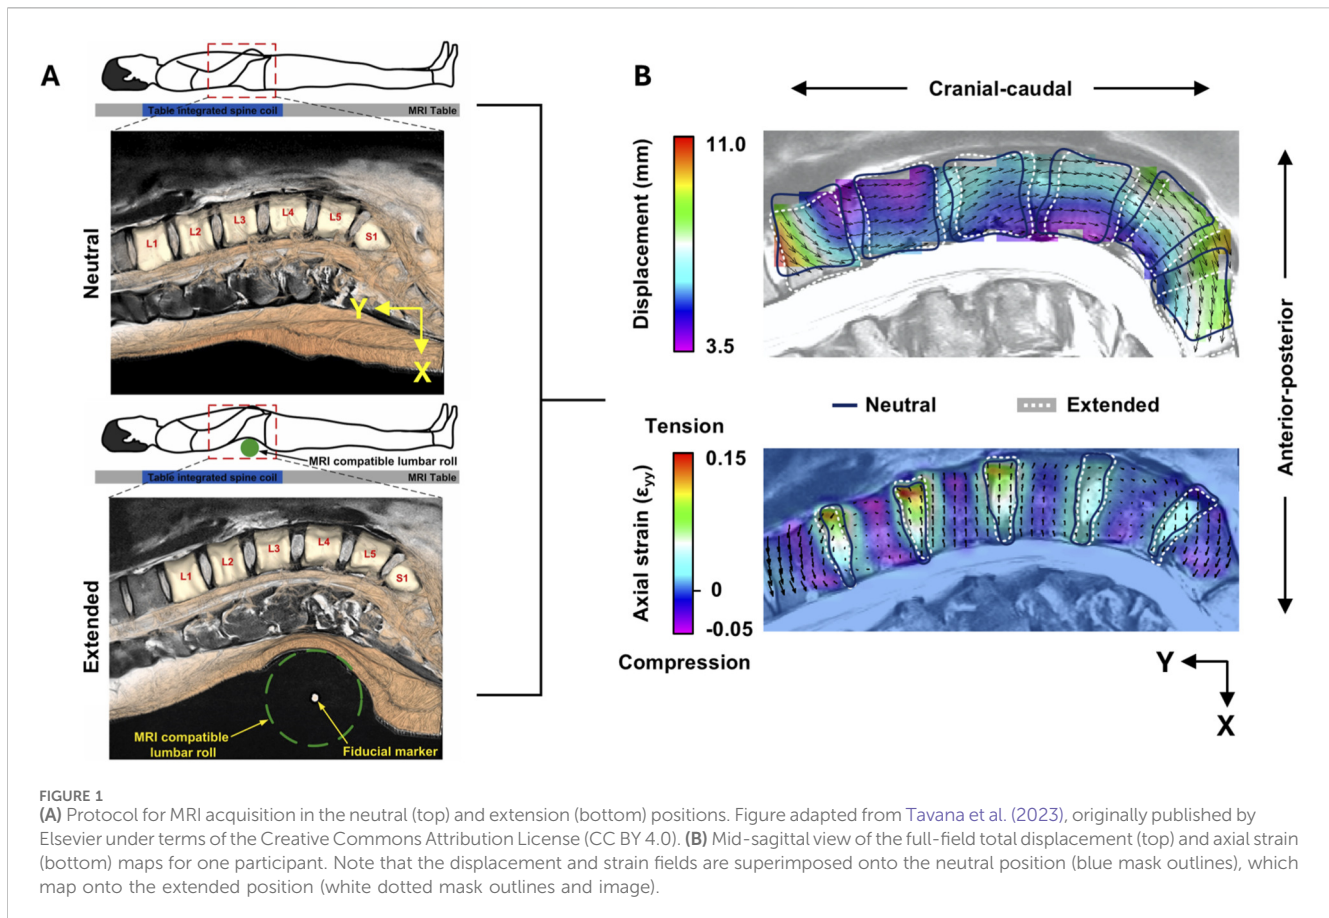 A
Table integrated spine coil
MRI Table
Neutral
L1
L2
L3
L4
L5
S1
Y
X
MRI compatible lumbar roll
Table integrated spine coil
MRI Table
Extended
L1
L2
L3
L4
L5
S1
MRI compatible
lumbar roll
Fiducial marker
B
Cranial-caudal
Displacement (mm)
11.0
3.5
Neutral
Extended
Tension
Axial strain (εyy)
0.15
0
-0.05
Compression
Anterior-posterior
Y
X
FIGURE 1
(A) Protocol for MRI acquisition in the neutral (top) and extension (bottom) positions. Figure adapted from Tavana et al. (2023), originally published by
Elsevier under terms of the Creative Commons Attribution License (CC BY 4.0). (B) Mid-sagittal view of the full-field total displacement (top) and axial strain
(bottom) maps for one participant. Note that the displacement and strain fields are superimposed onto the neutral position (blue mask outlines), which
map onto the extended position (white dotted mask outlines and image).